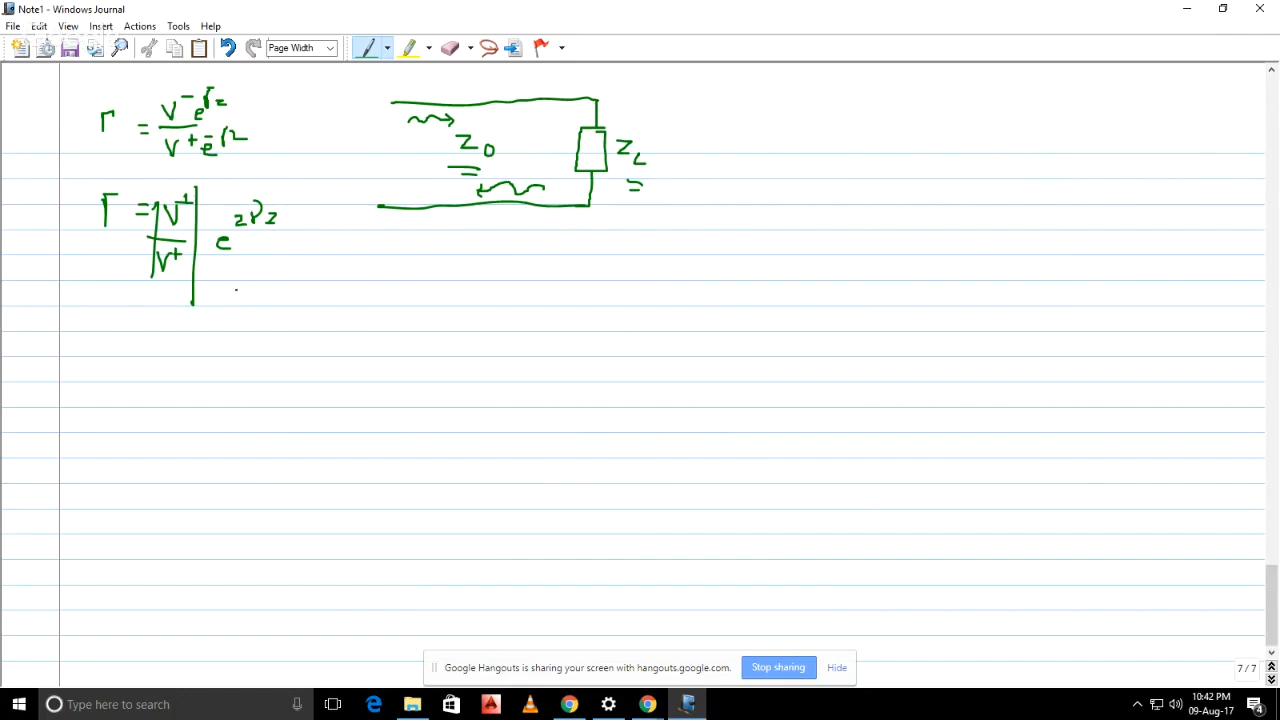 Note1 - Windows Journal
File Edit View Insert Actions Tools Help
Page Width
Γ = V⁻e^γz / V⁺e^-γz
Z0
ZL
Γ = |V⁻/V⁺| e^2γz
Google Hangouts is sharing your screen with hangouts.google.com. Stop sharing Hide
7 / 7
Type here to search
10:42 PM
09-Aug-17
4